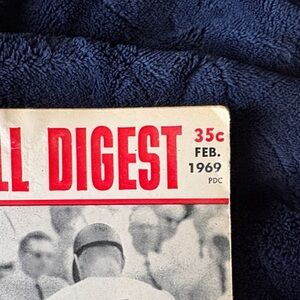 LL DIGEST
35c
FEB.
1969
PDC